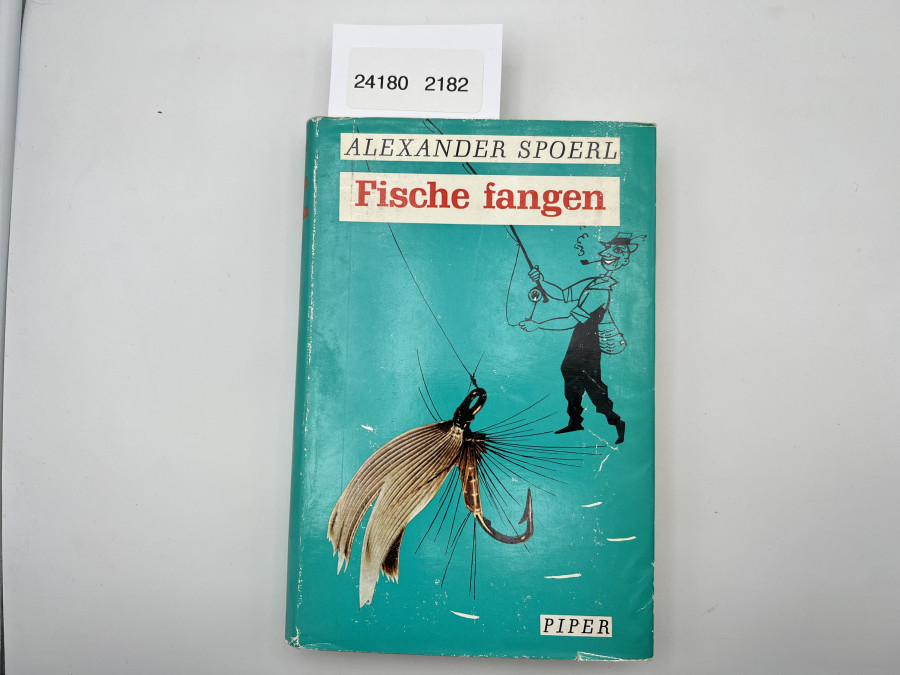 24180 2182
ALEXANDER SPOERL
Fische fangen
PIPER